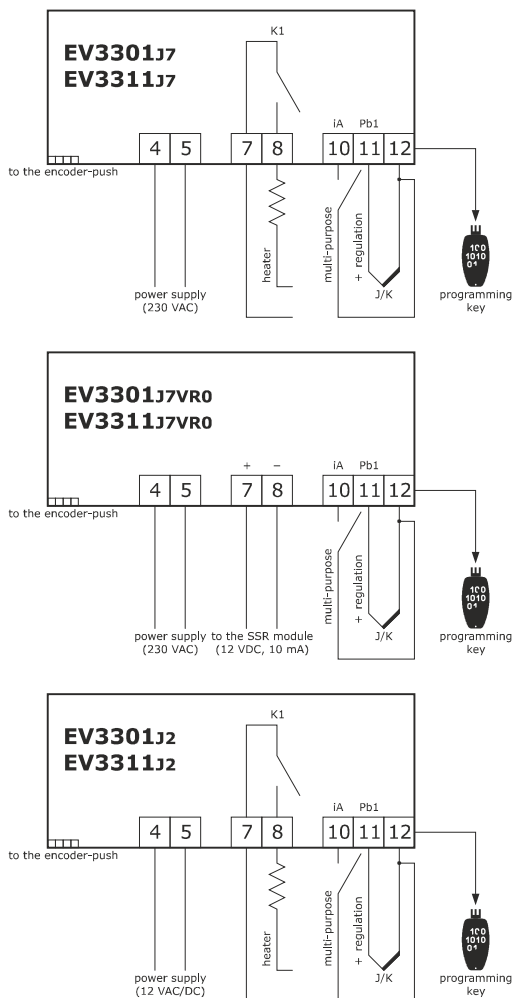 K1
EV3301J7
EV3311J7
iA Pb1
4 5 7 8 10 11 12
to the encoder-push
heater
multi-purpose
+ regulation
100
1010
01
J/K
power supply
(230 VAC)
programming
key
EV3301J7VR0
EV3311J7VR0
+ − iA Pb1
4 5 7 8 10 11 12
to the encoder-push
multi-purpose
+ regulation
100
1010
01
J/K
power supply
(230 VAC)
to the SSR module
(12 VDC, 10 mA)
programming
key
K1
EV3301J2
EV3311J2
iA Pb1
4 5 7 8 10 11 12
to the encoder-push
heater
multi-purpose
+ regulation
100
1010
01
J/K
power supply
(12 VAC/DC)
programming
key